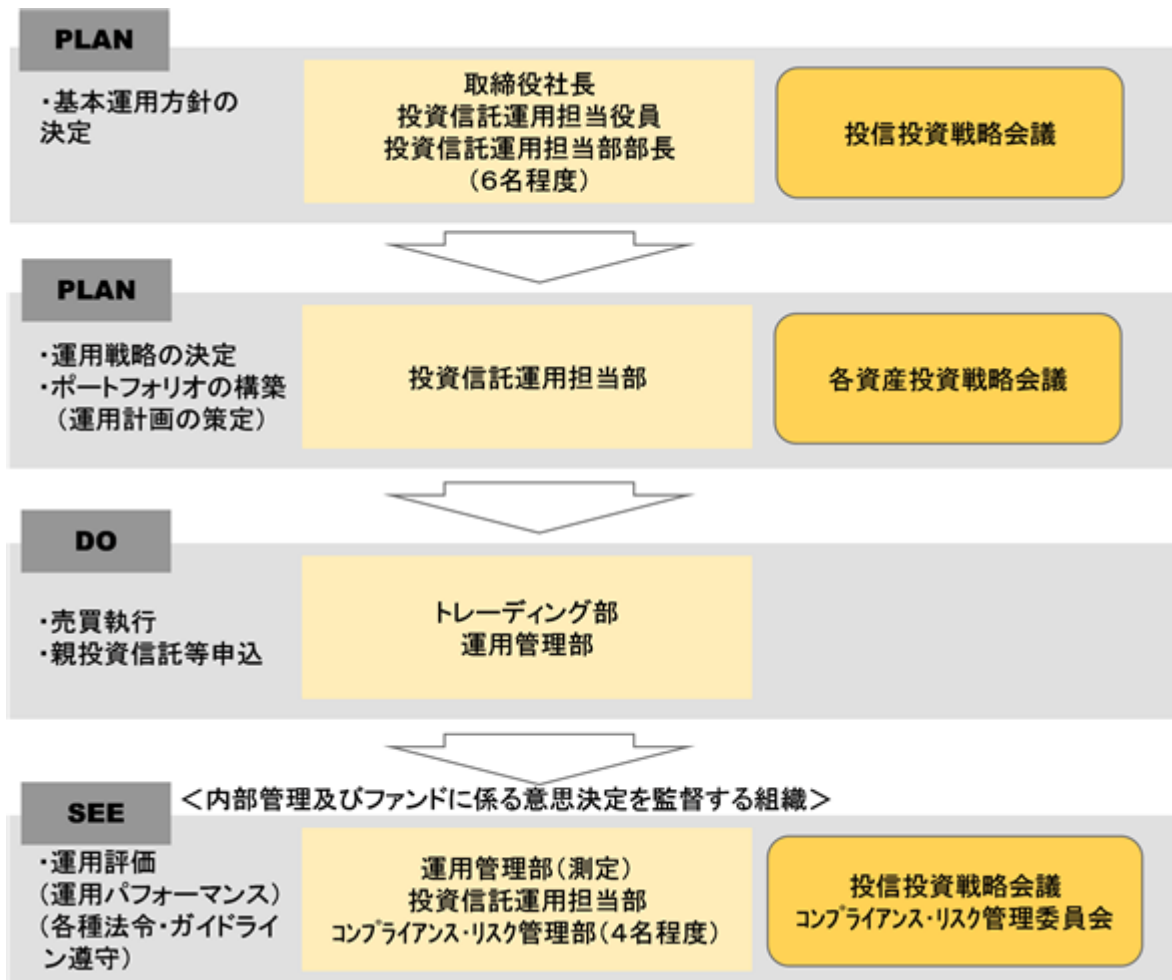 PLAN
・基本運用方針の
決定
取締役社長
投資信託運用担当役員
投資信託運用担当部部長
(6名程度)
投信投資戦略会議
PLAN
・運用戦略の決定
・ポートフォリオの構築
(運用計画の策定)
投資信託運用担当部
各資産投資戦略会議
DO
・売買執行
・親投資信託等申込
トレーディング部
運用管理部
SEE
<内部管理及びファンドに係る意思決定を監督する組織>
・運用評価
(運用パフォーマンス)
(各種法令・ガイドライ
ン遵守)
運用管理部(測定)
投資信託運用担当部
コンプライアンス・リスク管理部(4名程度)
投信投資戦略会議
コンプライアンス・リスク管理委員会